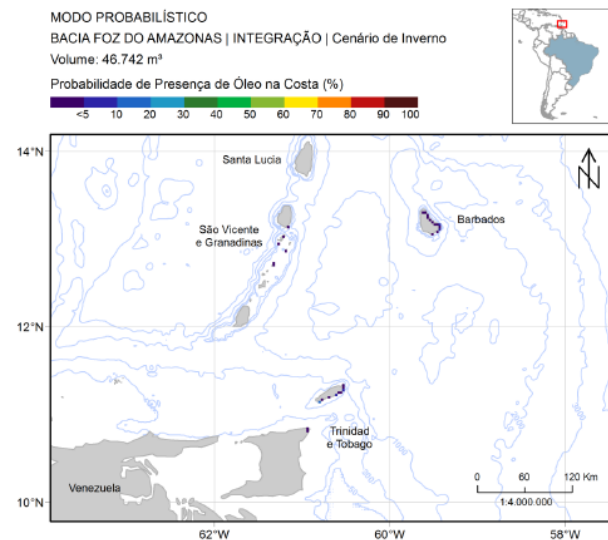 MODO PROBABILÍSTICO
BACIA FOZ DO AMAZONAS | INTEGRAÇÃO | Cenário de Inverno
Volume: 46.742 m³
Probabilidade de Presença de Óleo na Costa (%)
<5 10 20 30 40 50 60 70 80 90 100
14°N
Santa Lucia
N
São Vicente
e Granadinas
Barbados
12°N
Trinidad
e Tobago
Venezuela
0 60 120 Km
1:4.000.000
10°N
62°W 60°W 58°W